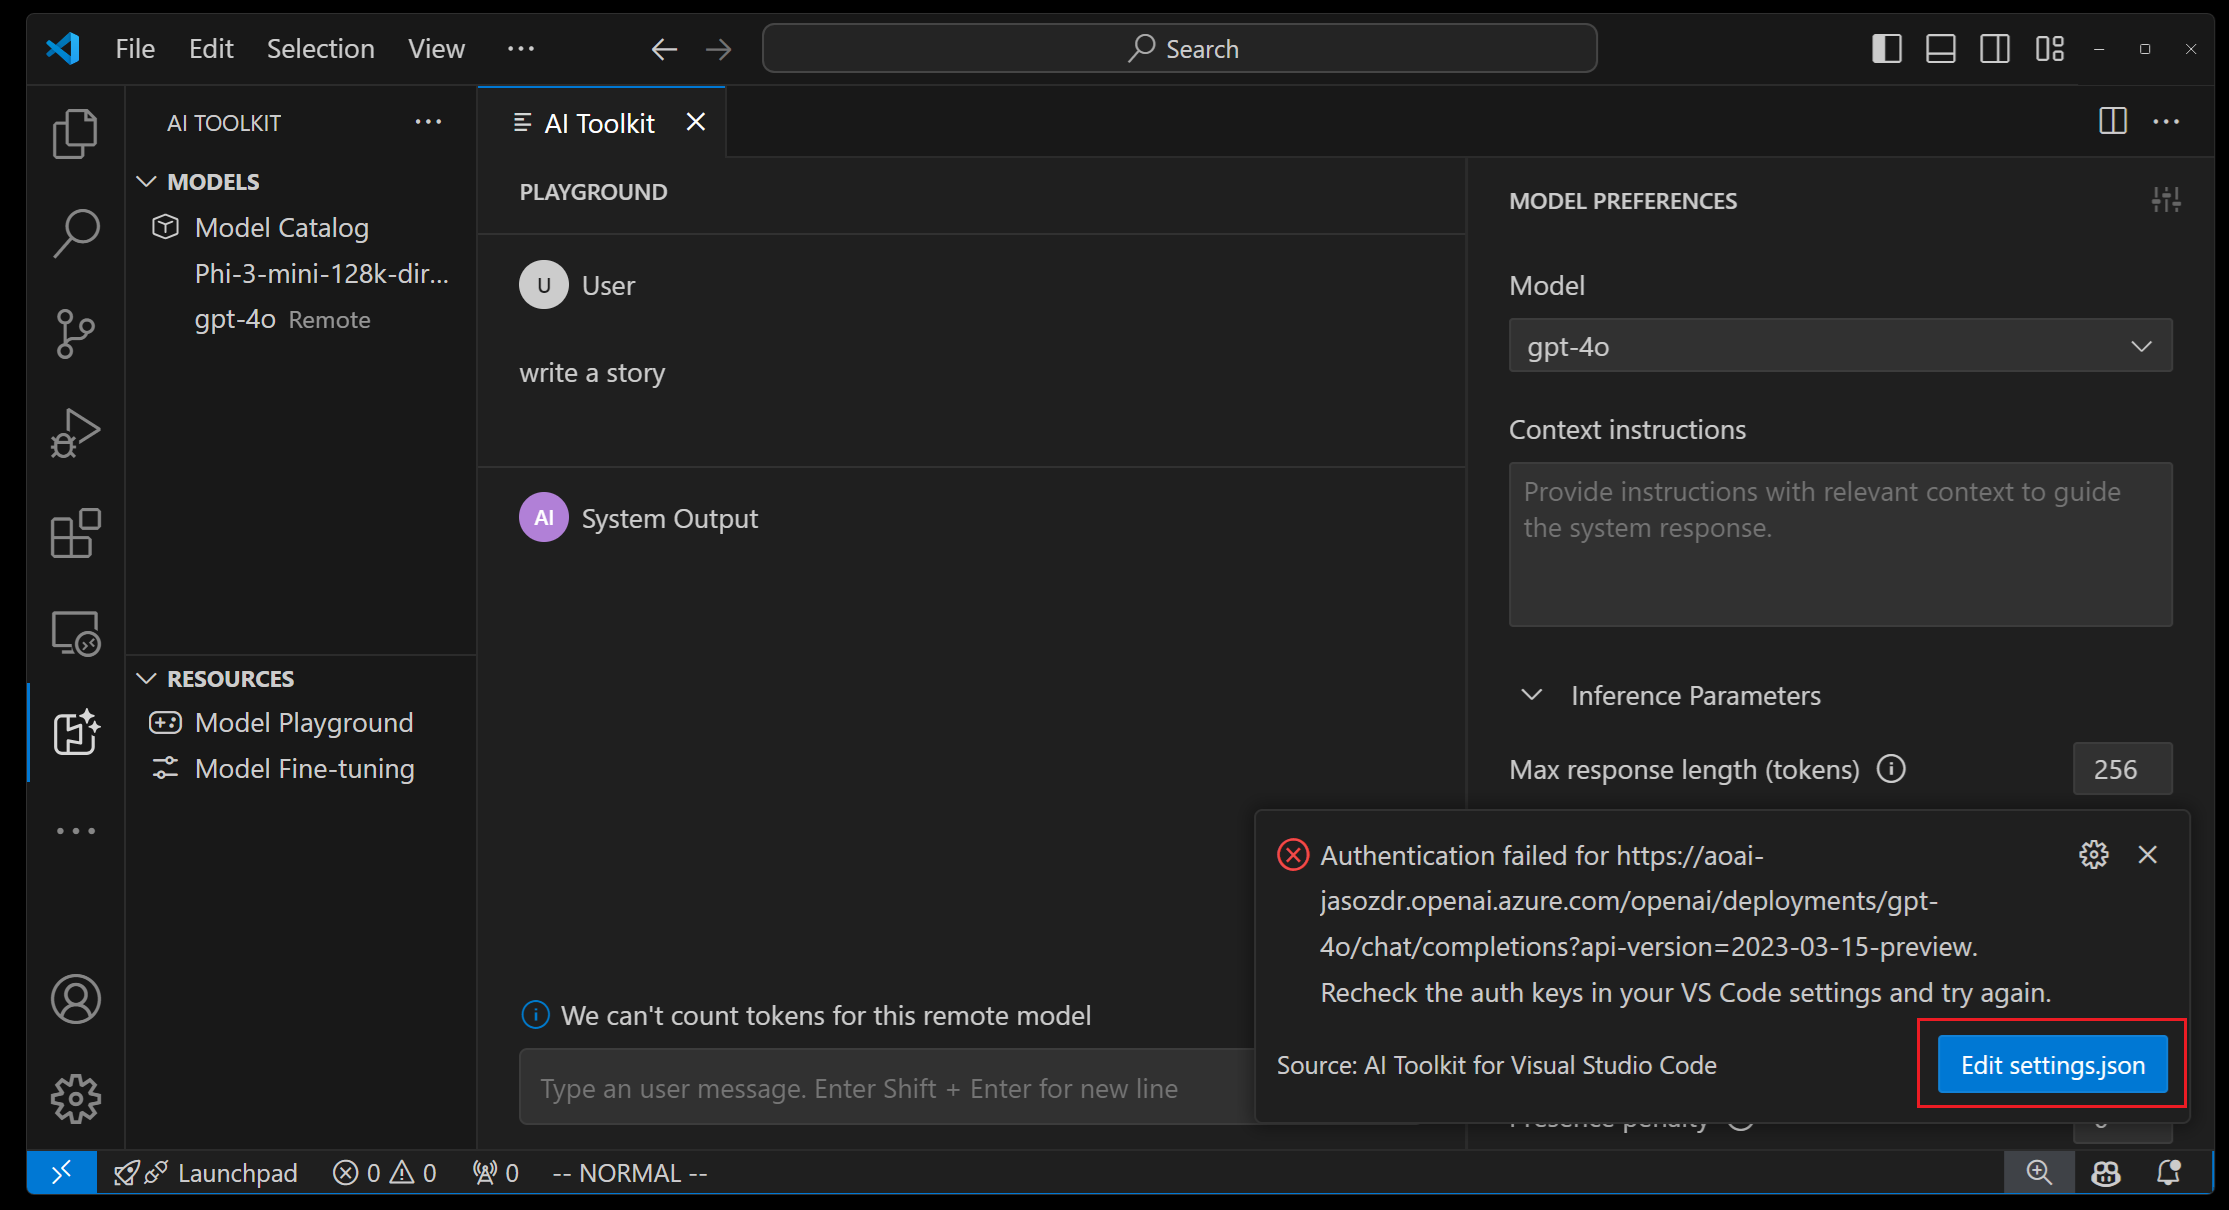 File Edit Selection View ···
Search
AI TOOLKIT ···
MODELS
Model Catalog
Phi-3-mini-128k-dir...
gpt-4o Remote
RESOURCES
Model Playground
Model Fine-tuning
AI Toolkit
PLAYGROUND
U User
write a story
AI System Output
We can't count tokens for this remote model
Type an user message. Enter Shift + Enter for new line
MODEL PREFERENCES
Model
gpt-4o
Context instructions
Provide instructions with relevant context to guide
the system response.
Inference Parameters
Max response length (tokens) 256
Authentication failed for https://aoai-
jasozdr.openai.azure.com/openai/deployments/gpt-
4o/chat/completions?api-version=2023-03-15-preview.
Recheck the auth keys in your VS Code settings and try again.
Source: AI Toolkit for Visual Studio Code
Edit settings.json
Presence penalty
Launchpad 0 0 0 -- NORMAL --